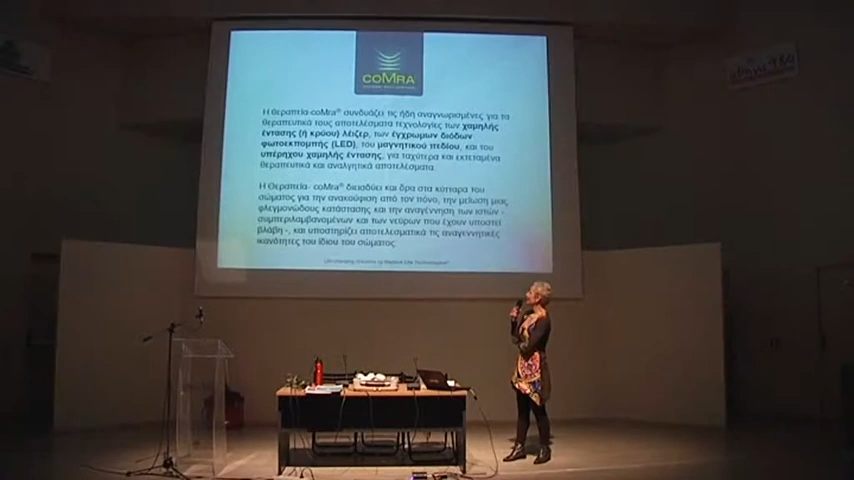 coMRA
Η θεραπεία-coMra® συνδυάζει τις ήδη αναγνωρισμένες για τα
θεραπευτικά τους αποτελέσματα τεχνολογίες των χαμηλής
έντασης (ή κρύου) λέιζερ, των έγχρωμων διόδων
φωτοεκπομπής (LED), του μαγνητικού πεδίου, και του
υπέρηχου χαμηλής έντασης, για ταχύτερα και εκτεταμένα
θεραπευτικά και αναλγητικά αποτελέσματα.
Η Θεραπεία- coMra® διεισδύει και δρα στα κύτταρα του
σώματος για την ανακούφιση από τον πόνο, την μείωση μιας
φλεγμονώδους κατάστασης και την αναγέννηση των ιστών -
συμπεριλαμβανομένων και των νεύρων που έχουν υποστεί
βλάβη -, και υποστηρίζει αποτελεσματικά τις αναγεννητικές
ικανότητες του ίδιου του σώματος.